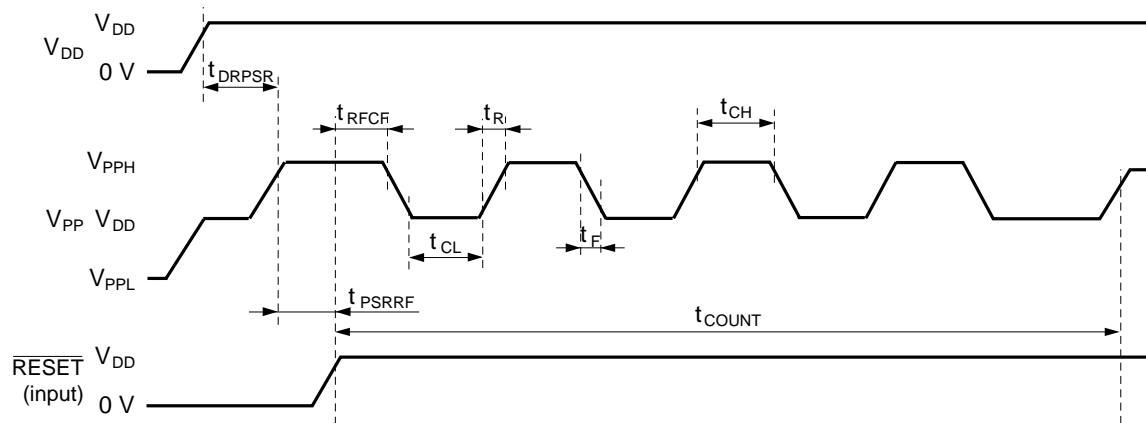 VDD
VDD
0 V
tDRPSR
tRFCF
tR
tCH
VPPH
VPP VDD
tF
tCL
VPPL
tPSRRF
tCOUNT
RESET
(input)
VDD
0 V